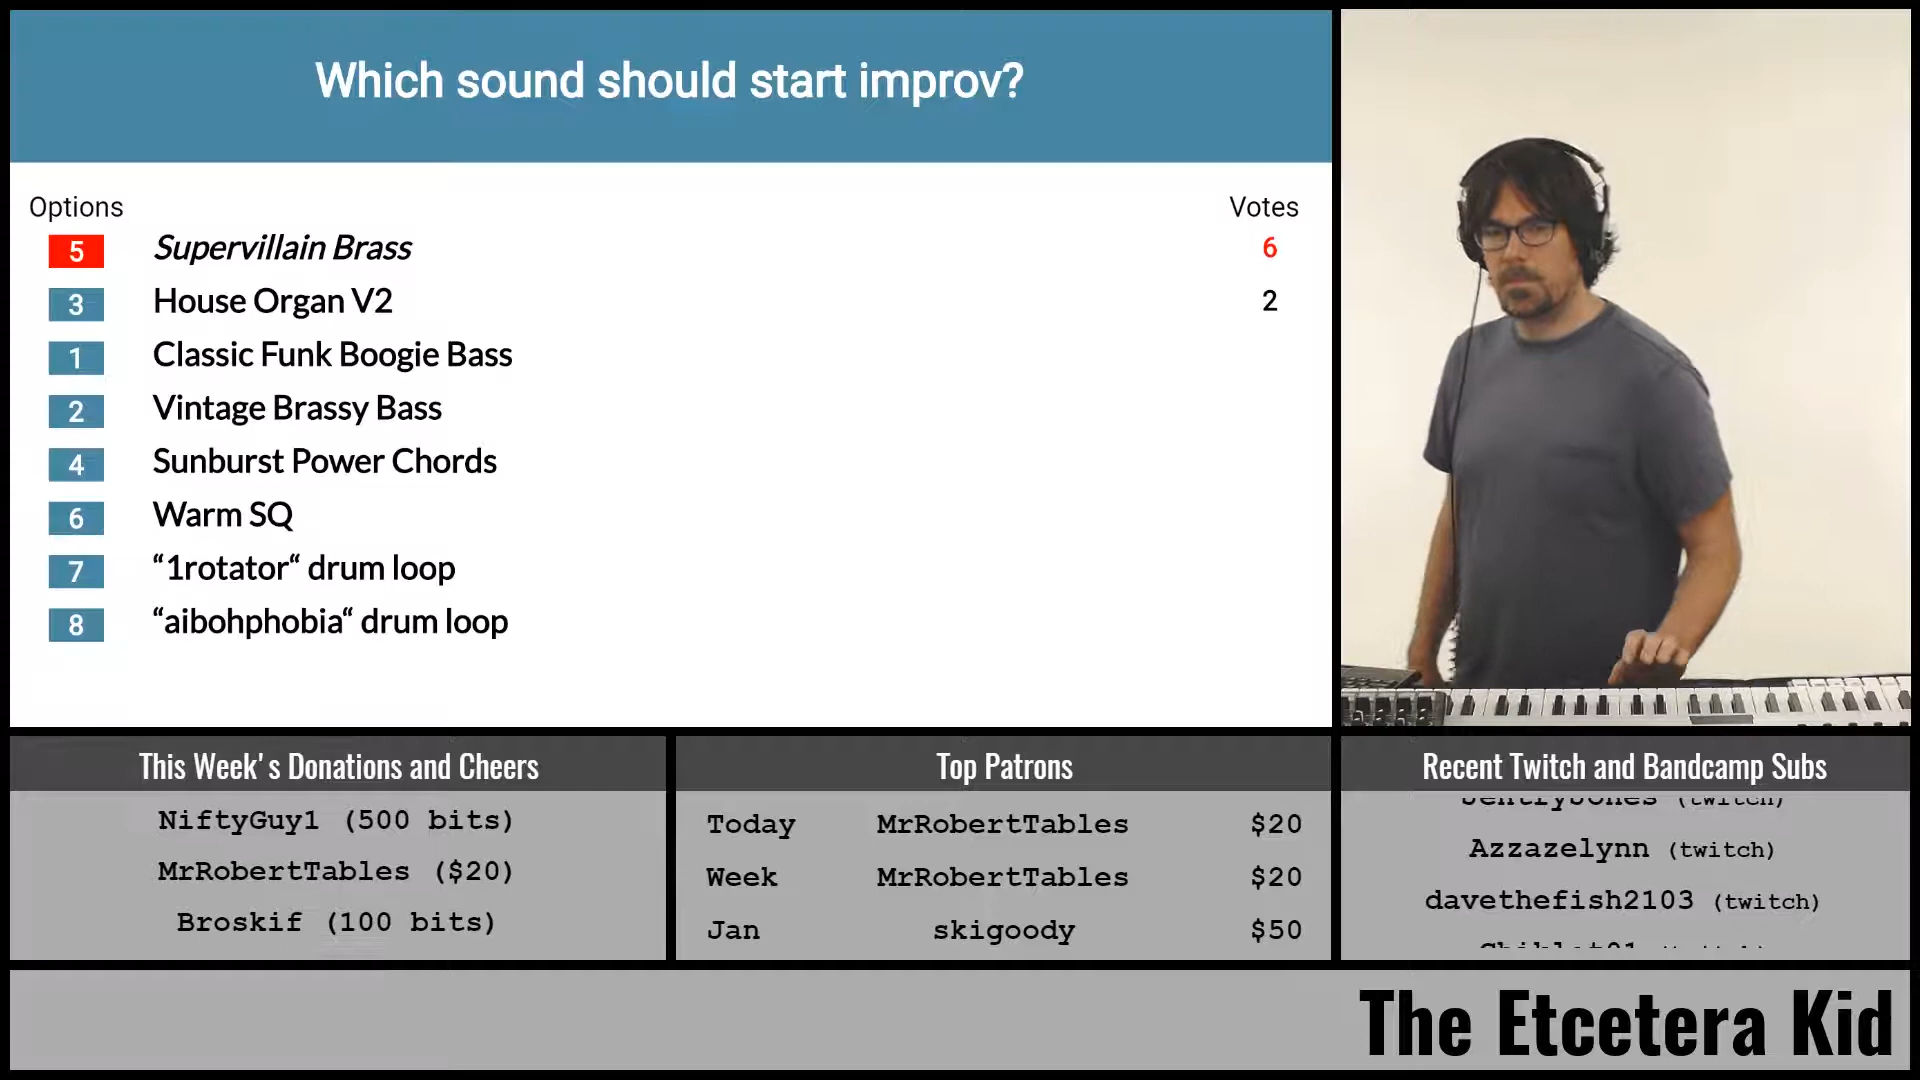 Which sound should start improv?
Options Votes
5 Supervillain Brass 6
3 House Organ V2 2
1 Classic Funk Boogie Bass
2 Vintage Brassy Bass
4 Sunburst Power Chords
6 Warm SQ
7 “1rotator“ drum loop
8 “aibohphobia“ drum loop
This Week's Donations and Cheers
NiftyGuy1 (500 bits)
MrRobertTables ($20)
Broskif (100 bits)
Top Patrons
Today MrRobertTables $20
Week MrRobertTables $20
Jan skigoody $50
Recent Twitch and Bandcamp Subs
(twitch)
Azzazelynn (twitch)
davethefish2103 (twitch)
The Etcetera Kid